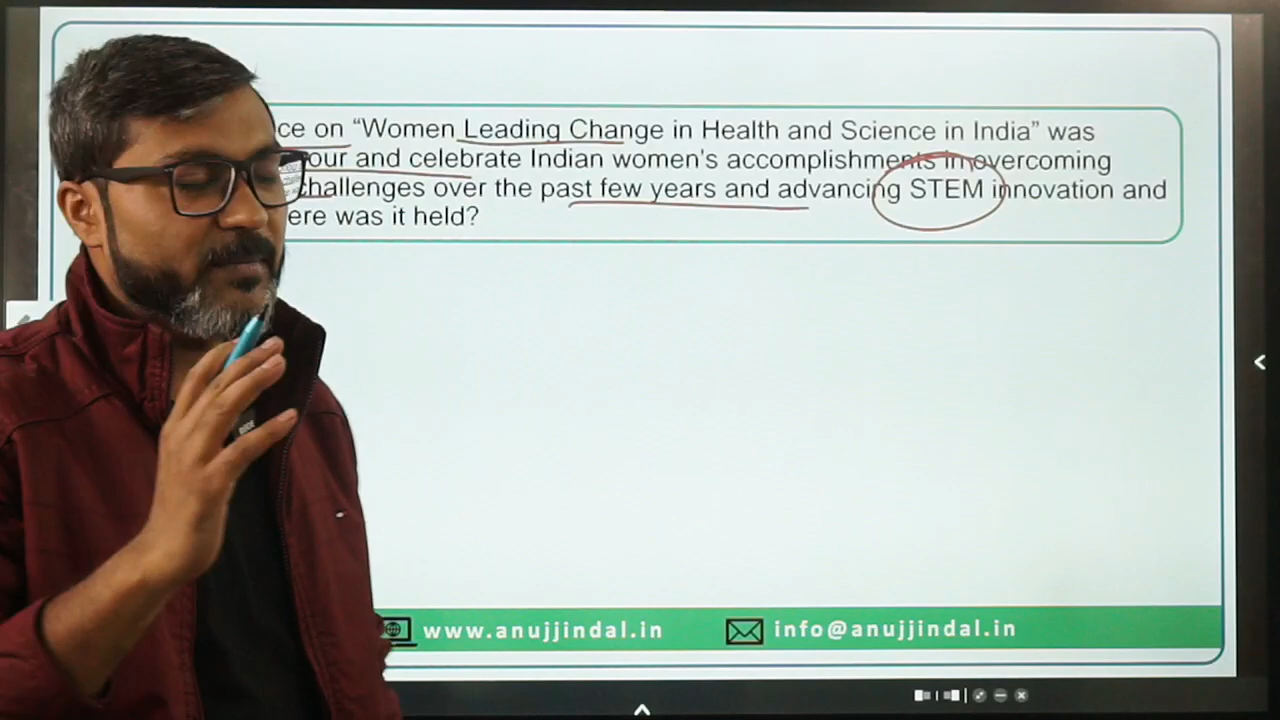 ce on “Women Leading Change in Health and Science in India” was
our and celebrate Indian women's accomplishments in overcoming
challenges over the past few years and advancing STEM innovation and
ere was it held?
www.anujjindal.in info@anujjindal.in